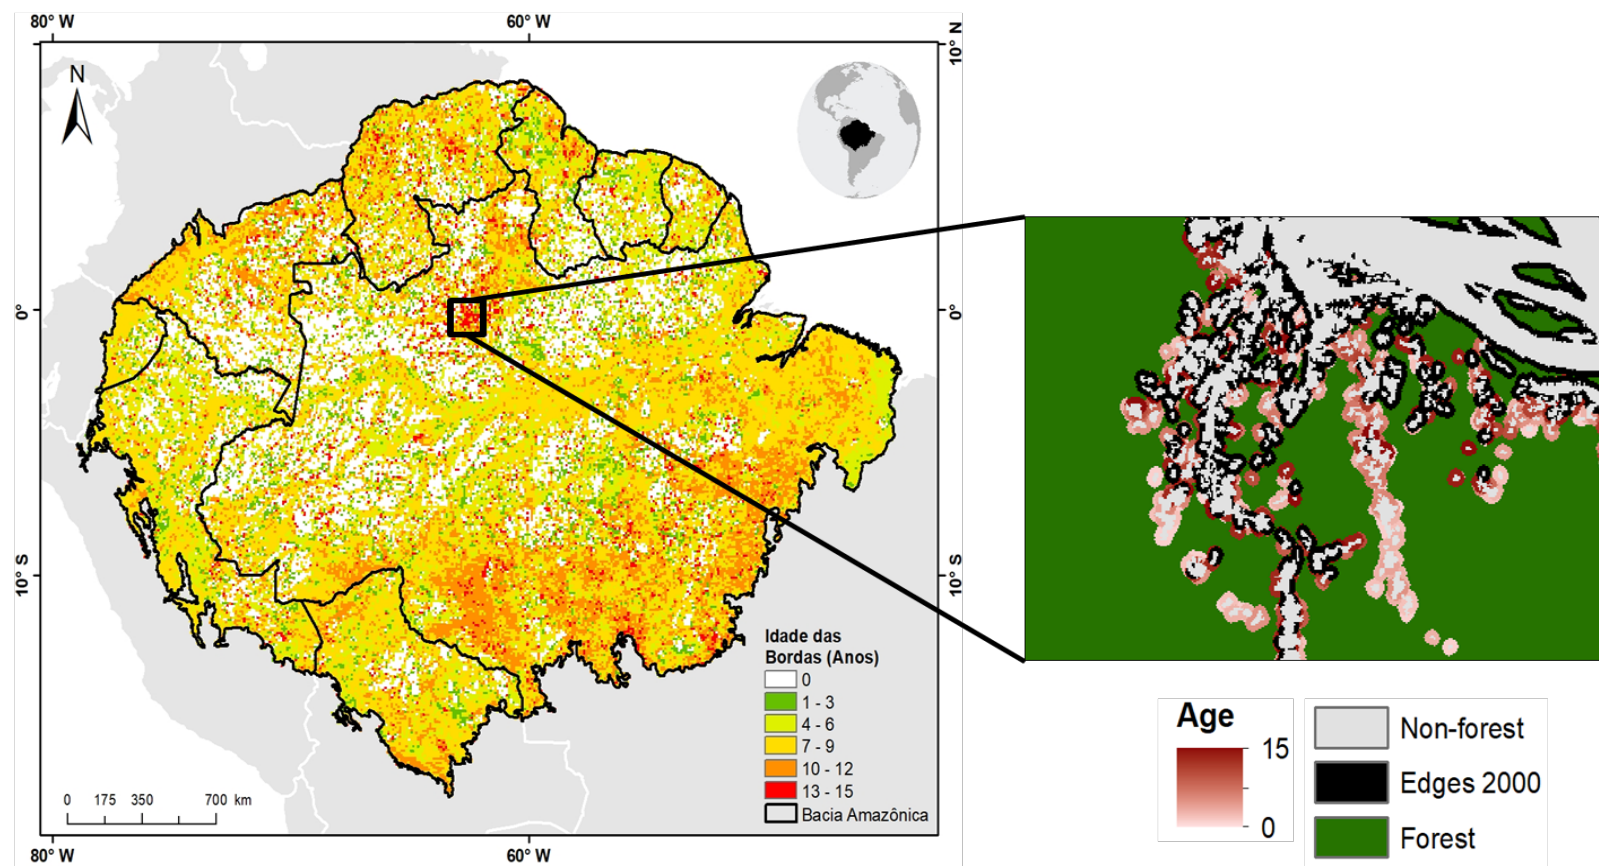 80° W
60° W
10° N
N
0°
0°
10° S
10° S
Idade das
Bordas (Anos)
0
1 - 3
4 - 6
7 - 9
10 - 12
13 - 15
Bacia Amazônica
0 175 350 700 km
80° W
60° W
Age
15
0
Non-forest
Edges 2000
Forest